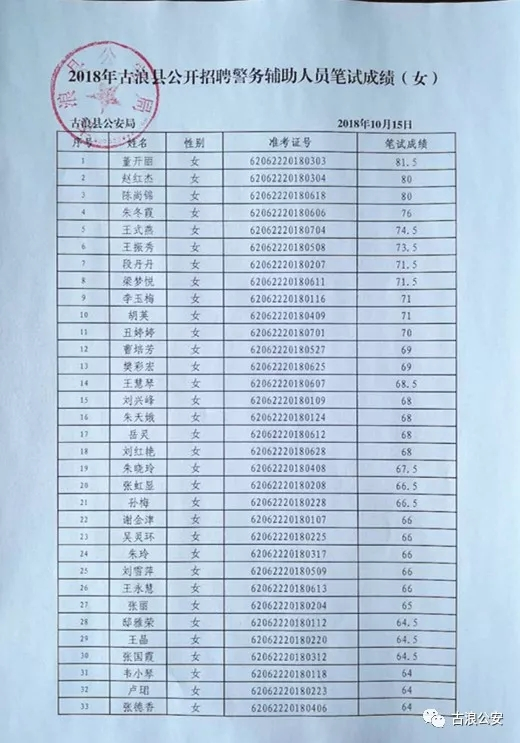 2018年古浪县公开招聘警务辅助人员笔试成绩（女）
古浪县公安局 2018年10月15日
序号 姓名 性别 准考证号 笔试成绩
1 董开丽 女 62062220180303 81.5
2 赵红杰 女 62062220180304 80
3 陈尚锦 女 62062220180618 80
4 朱冬霞 女 62062220180606 76
5 王式燕 女 62062220180704 74.5
6 王振秀 女 62062220180508 73.5
7 段丹丹 女 62062220180207 71.5
8 梁梦悦 女 62062220180611 71.5
9 李玉梅 女 62062220180116 71
10 胡英 女 62062220180409 71
11 丑婷婷 女 62062220180701 70
12 曹培芳 女 62062220180527 69
13 樊彩宏 女 62062220180625 69
14 王慧琴 女 62062220180607 68.5
15 刘兴峰 女 62062220180109 68
16 朱天娥 女 62062220180124 68
17 岳灵 女 62062220180612 68
18 刘红艳 女 62062220180628 68
19 朱晓玲 女 62062220180408 67.5
20 张虹显 女 62062220180208 66.5
21 孙梅 女 62062220180228 66.5
22 谢金津 女 62062220180107 66
23 吴灵环 女 62062220180225 66
24 朱玲 女 62062220180317 66
25 刘雪萍 女 62062220180509 66
26 王永慧 女 62062220180613 66
27 张丽 女 62062220180204 65
28 邸雅荣 女 62062220180112 64.5
29 王晶 女 62062220180220 64.5
30 张国霞 女 62062220180312 64.5
31 韦小琴 女 62062220180118 64
32 卢珺 女 62062220180223 64
33 张德香 女 62062220180406 64
古浪公安